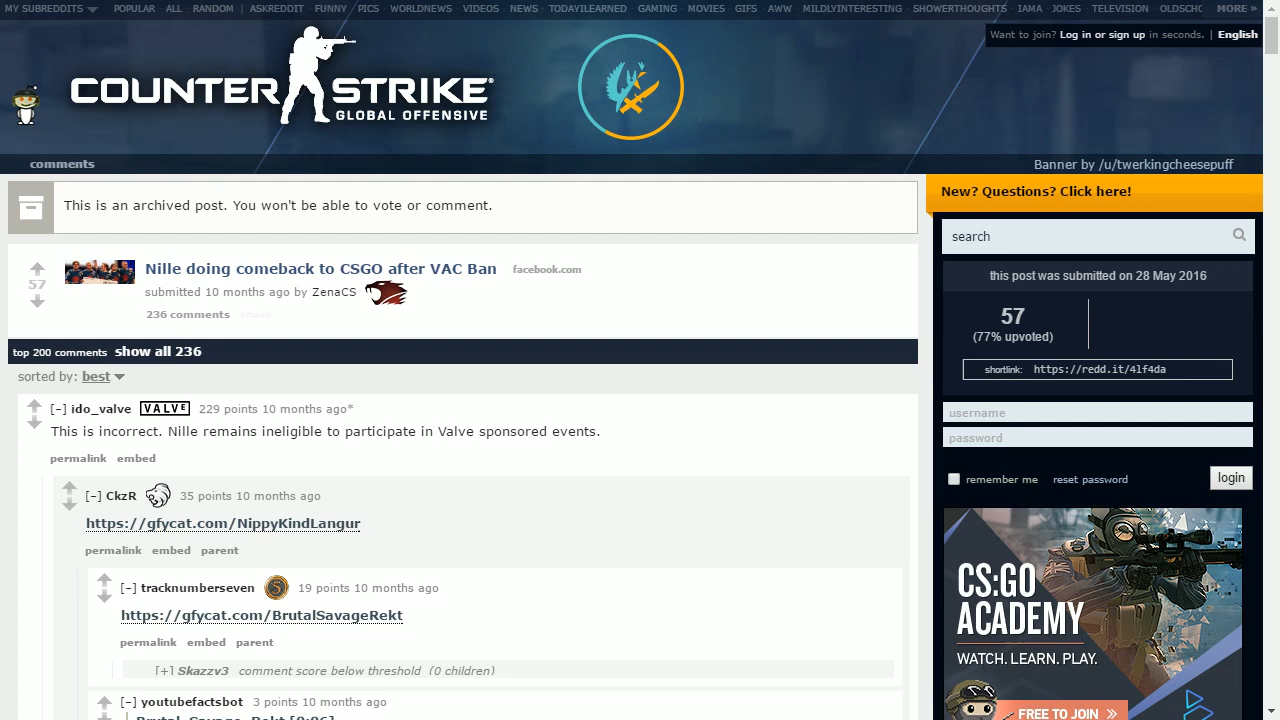 MY SUBREDDITS POPULAR · ALL · RANDOM | ASKREDDIT · FUNNY · PICS · WORLDNEWS · VIDEOS · NEWS · TODAYILEARNED · GAMING · MOVIES · GIFS · AWW · MILDLYINTERESTING · SHOWERTHOUGHTS · IAMA · JOKES · TELEVISION · OLDSCH MORE »
Want to join? Log in or sign up in seconds. | English
COUNTER STRIKE
GLOBAL OFFENSIVE
comments
Banner by /u/twerkingcheesepuff
This is an archived post. You won't be able to vote or comment.
57
Nille doing comeback to CSGO after VAC Ban facebook.com
submitted 10 months ago by ZenaCS
236 comments share
top 200 comments show all 236
sorted by: best
[–] ido_valve VALVE 229 points 10 months ago*
This is incorrect. Nille remains ineligible to participate in Valve sponsored events.
permalink embed
[–] CkzR 35 points 10 months ago
https://gfycat.com/NippyKindLangur
permalink embed parent
[–] tracknumberseven 19 points 10 months ago
https://gfycat.com/BrutalSavageRekt
permalink embed parent
[+] Skazzv3 comment score below threshold (0 children)
[–] youtubefactsbot 3 points 10 months ago
Brutal, Savage, Rekt [0:06]
New? Questions? Click here!
search
this post was submitted on 28 May 2016
57
(77% upvoted)
shortlink: https://redd.it/4lf4da
username
password
remember me reset password login
CS:GO
ACADEMY
WATCH. LEARN. PLAY.
FREE TO JOIN »